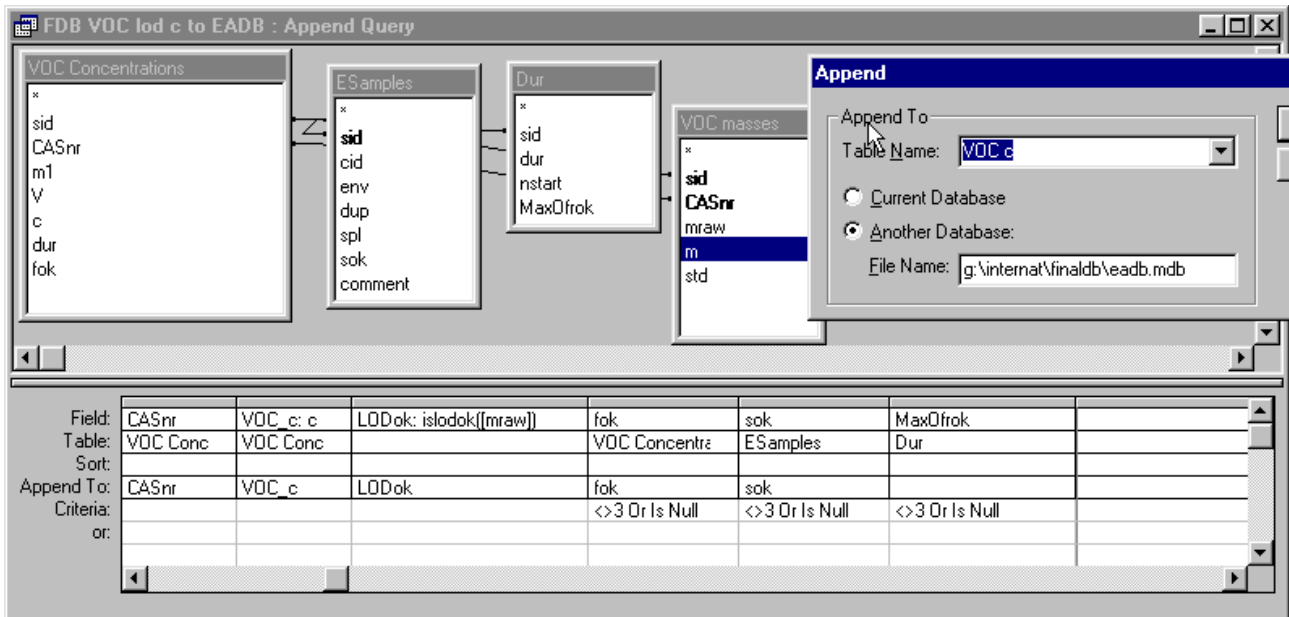 FDB VOC lod c to EADB : Append Query
VOC Concentrations
*
sid
CASnr
m1
V
c
dur
fok
ESamples
*
sid
cid
env
dup
spl
sok
comment
Dur
*
sid
dur
nstart
MaxOfrok
VOC masses
*
sid
CASnr
mraw
m
std
Append
Append To
Table Name: VOC c
Current Database
Another Database:
File Name: g:\internat\finaldb\eadb.mdb
Field: CASnr VOC_c: c LODok: islodok([mraw]) fok sok MaxOfrok
Table: VOC Conc VOC Conc VOC Concentra ESamples Dur
Sort:
Append To: CASnr VOC_c LODok fok sok
Criteria: <>3 Or Is Null <>3 Or Is Null <>3 Or Is Null
or: